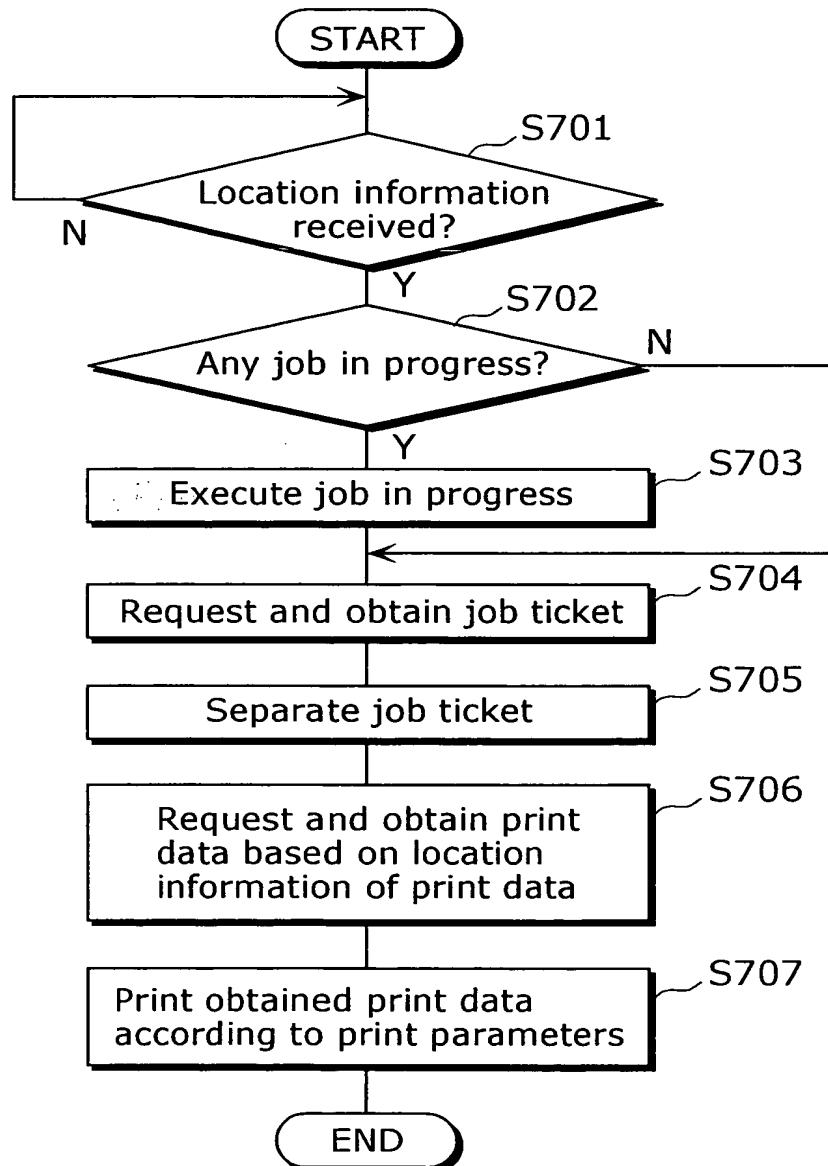 START
S701
Location information
received?
N
Y
S702
Any job in progress?
N
Y
S703
Execute job in progress
S704
Request and obtain job ticket
S705
Separate job ticket
S706
Request and obtain print
data based on location
information of print data
S707
Print obtained print data
according to print parameters
END